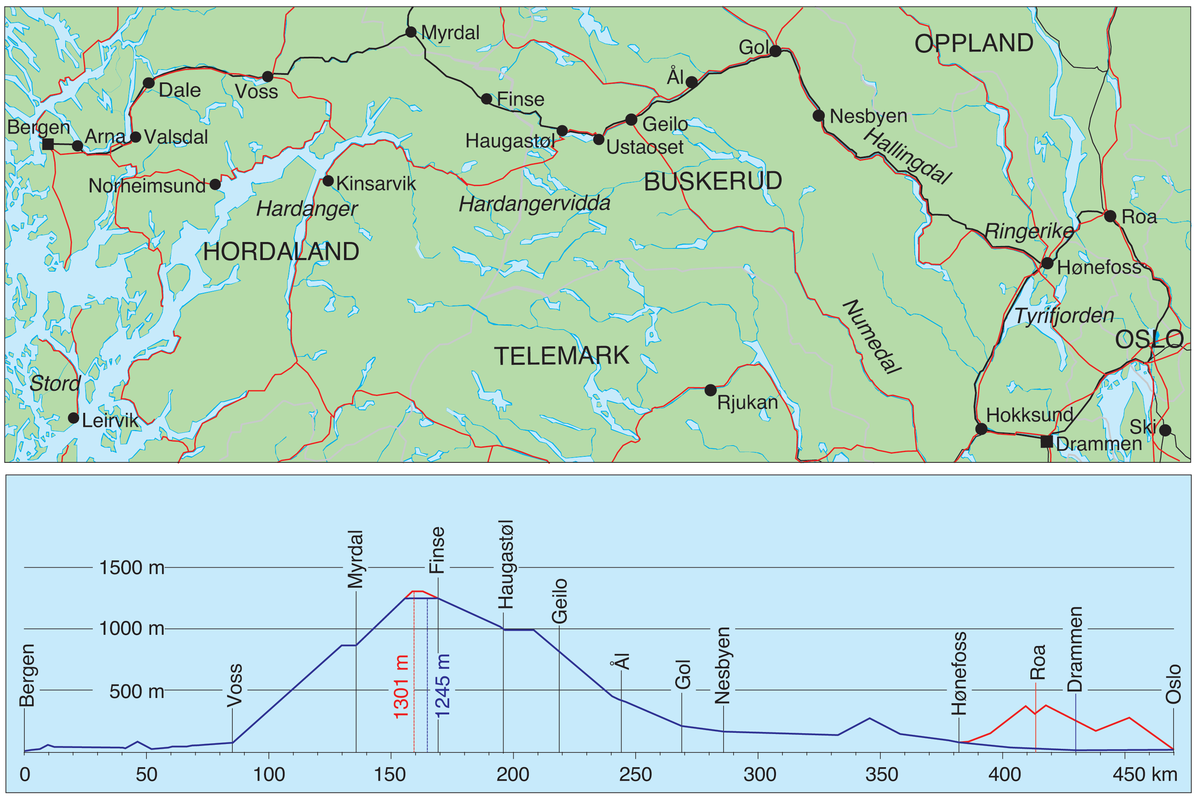 Myrdal
Gol
OPPLAND
Dale
Voss
Finse
Ål
Bergen
Arna
Valsdal
Haugastøl
Geilo
Ustaoset
Nesbyen
Hallingdal
Norheimsund
Kinsarvik
BUSKERUD
Hardanger
Hardangervidda
Roa
Ringerike
HORDALAND
Hønefoss
Tyrifjorden
Numedal
OSLO
TELEMARK
Stord
Leirvik
Rjukan
Hokksund
Ski
Drammen
1500 m
1000 m
500 m
Bergen
Voss
Myrdal
1301 m
1245 m
Finse
Haugastøl
Geilo
Ål
Gol
Nesbyen
Hønefoss
Roa
Drammen
Oslo
0 50 100 150 200 250 300 350 400 450 km